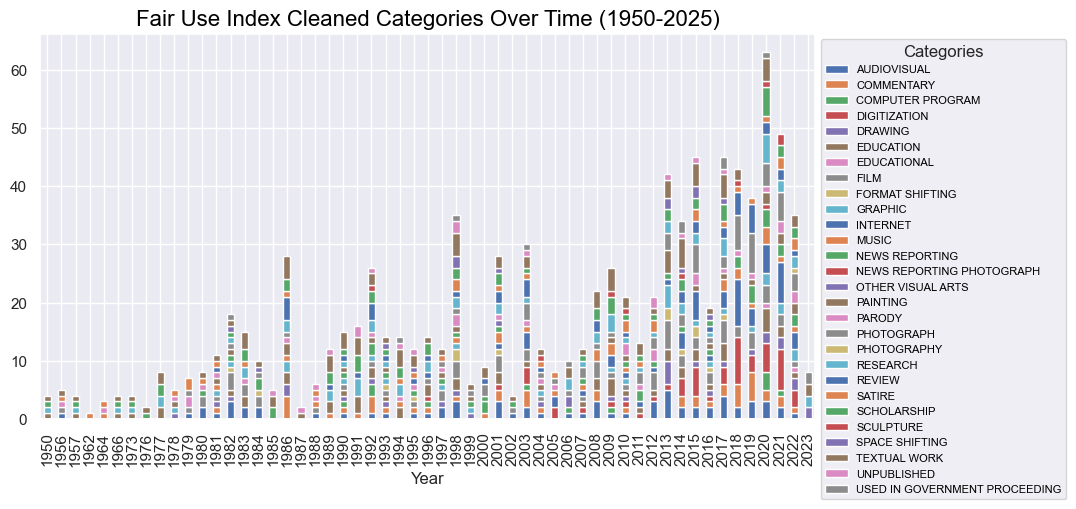 Fair Use Index Cleaned Categories Over Time (1950-2025)
60
50
40
30
20
10
0
1950 1956 1957 1962 1964 1966 1973 1976 1977 1978 1979 1980 1981 1982 1983 1984 1985 1986 1987 1988 1989 1990 1991 1992 1993 1994 1995 1996 1997 1998 1999 2000 2001 2002 2003 2004 2005 2006 2007 2008 2009 2010 2011 2012 2013 2014 2015 2016 2017 2018 2019 2020 2021 2022 2023
Year
Categories
AUDIOVISUAL
COMMENTARY
COMPUTER PROGRAM
DIGITIZATION
DRAWING
EDUCATION
EDUCATIONAL
FILM
FORMAT SHIFTING
GRAPHIC
INTERNET
MUSIC
NEWS REPORTING
NEWS REPORTING PHOTOGRAPH
OTHER VISUAL ARTS
PAINTING
PARODY
PHOTOGRAPH
PHOTOGRAPHY
RESEARCH
REVIEW
SATIRE
SCHOLARSHIP
SCULPTURE
SPACE SHIFTING
TEXTUAL WORK
UNPUBLISHED
USED IN GOVERNMENT PROCEEDING